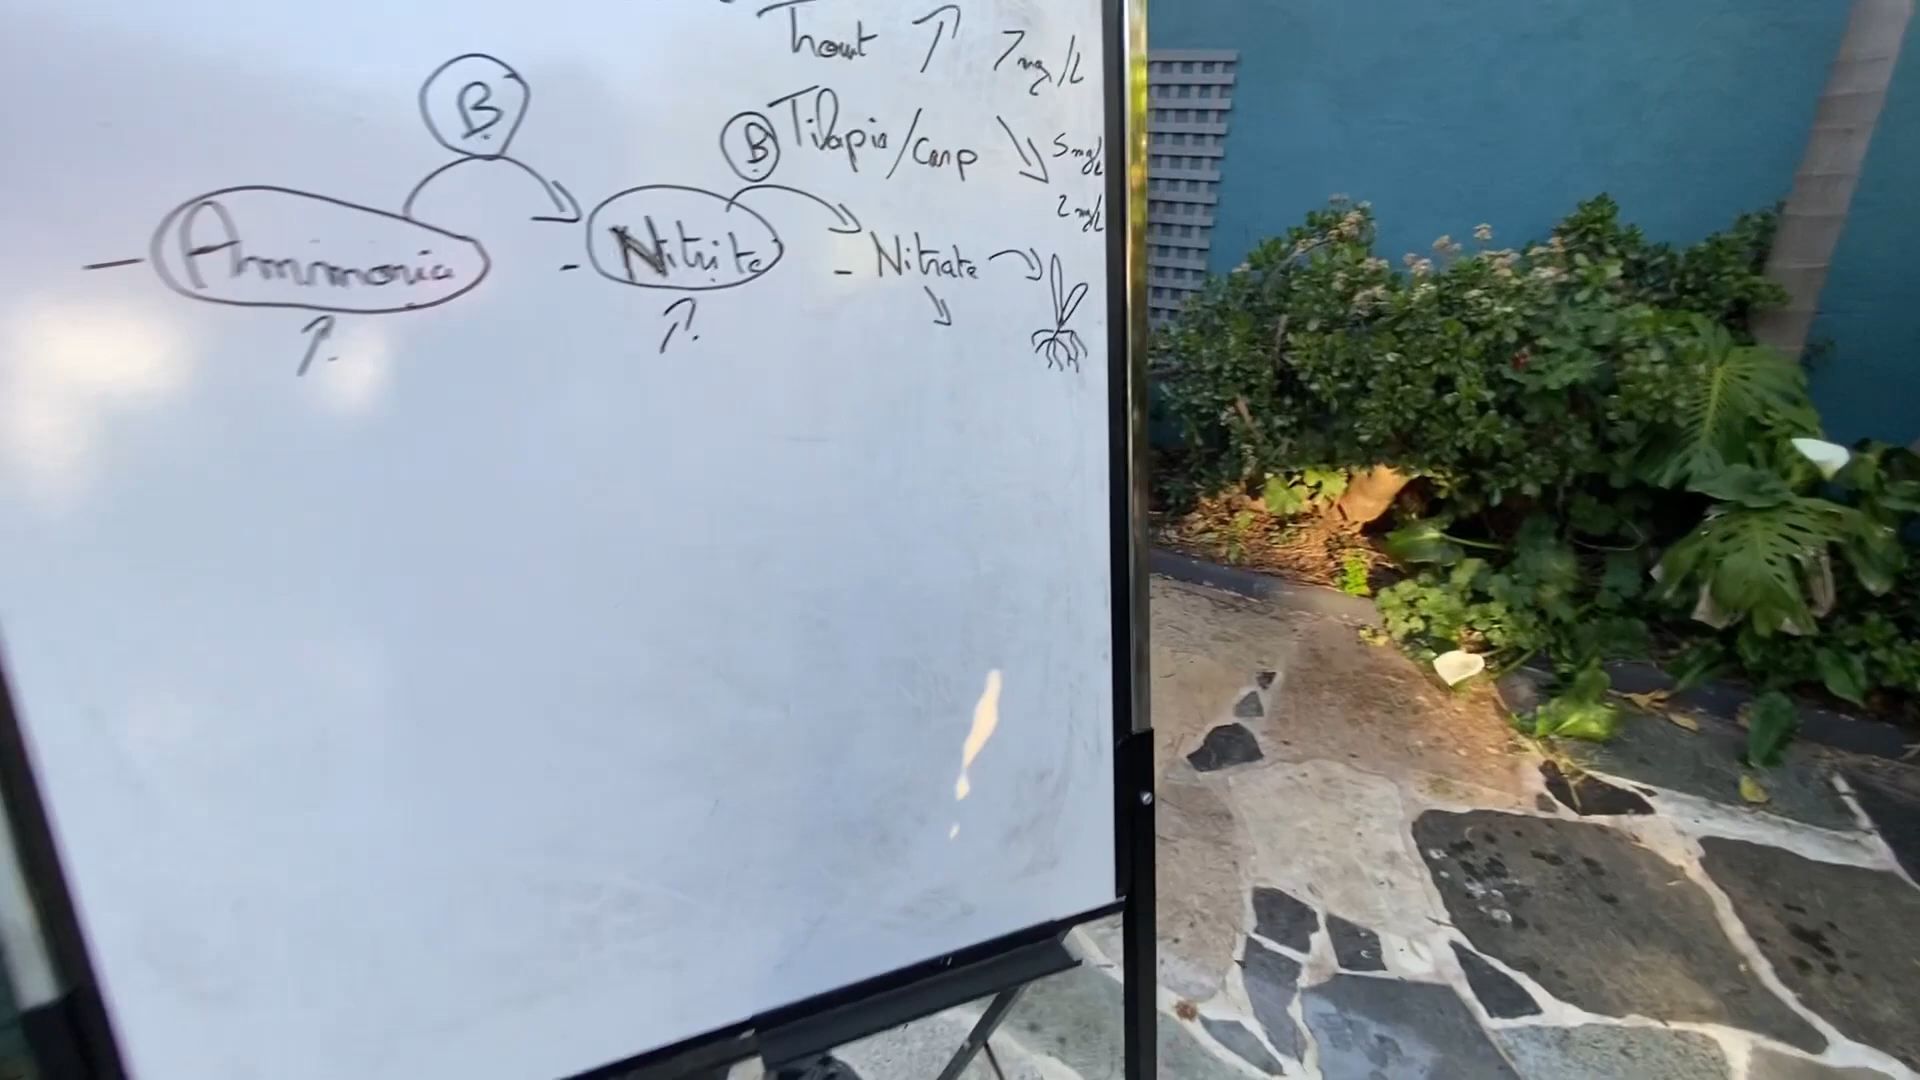 Trout 7mg/L
B
B Tilapia/Carp 5mg/L
2mg/L
- Ammonia - Nitrite - Nitrate